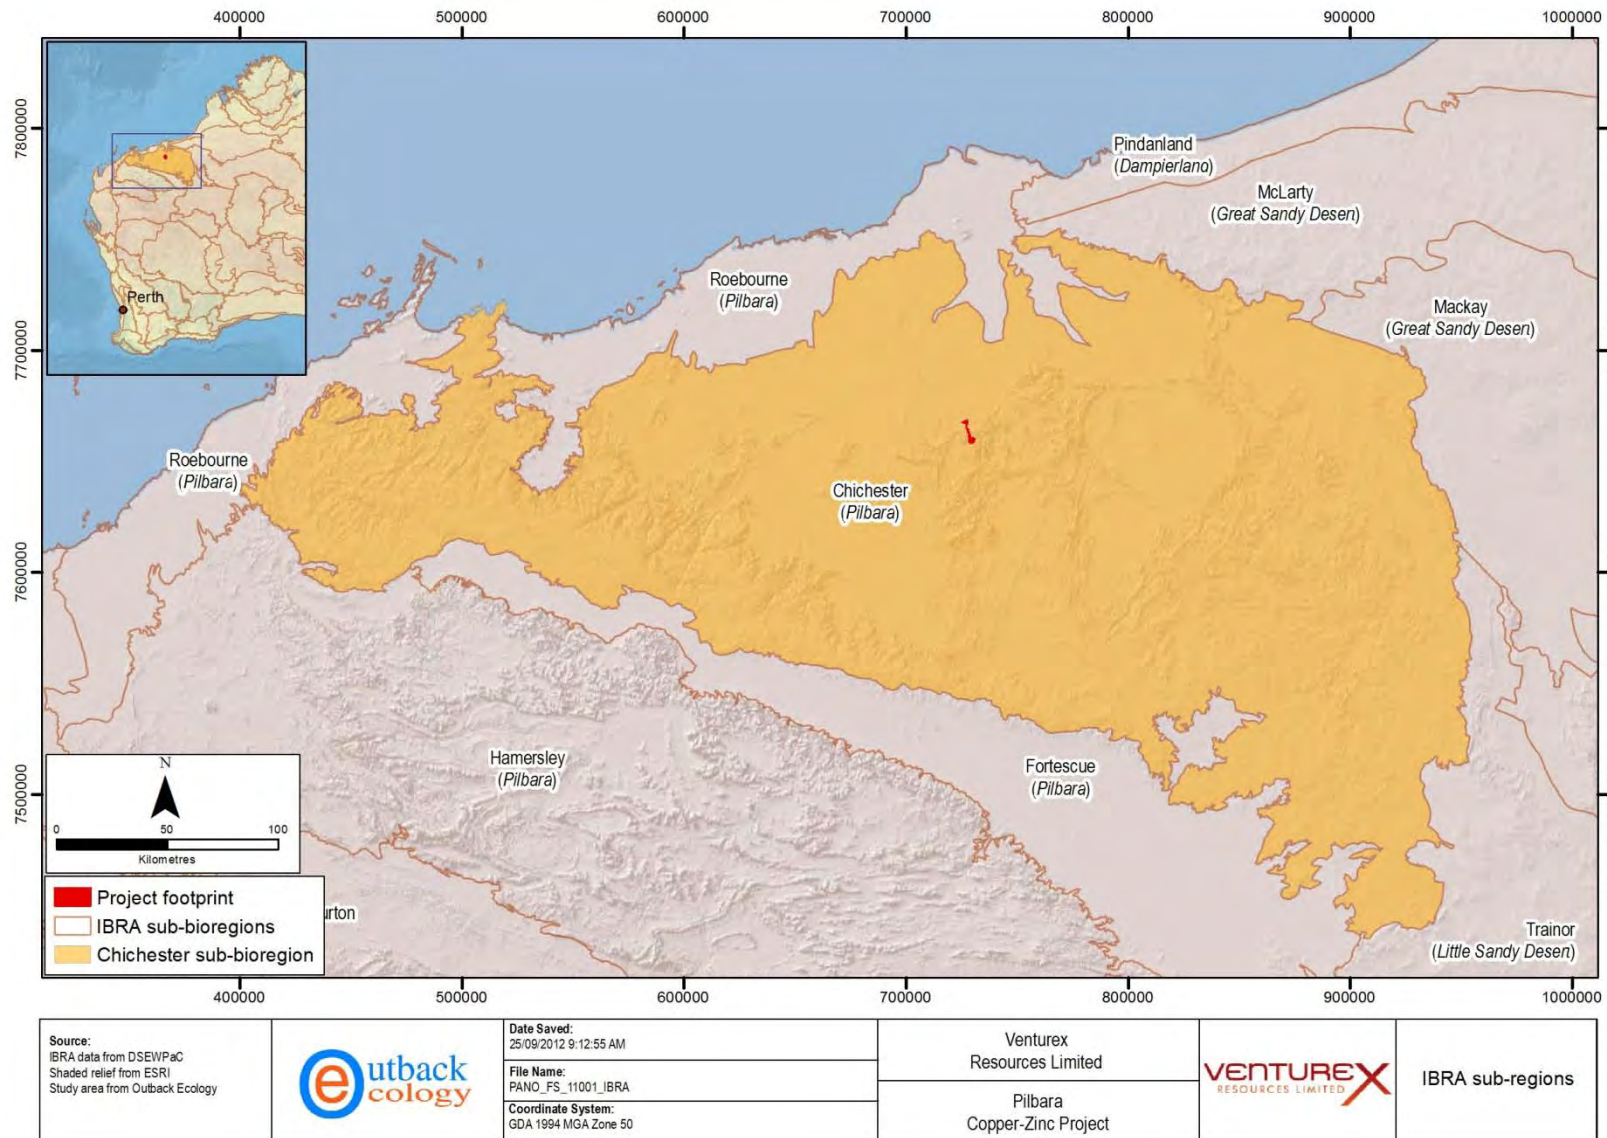 400000 500000 600000 700000 800000 900000 1000000
7800000
7700000
7600000
7500000
Perth
Pindanland
(Dampierland)
McLarty
(Great Sandy Desert)
Roebourne
(Pilbara)
Mackay
(Great Sandy Desert)
Roebourne
(Pilbara)
Chichester
(Pilbara)
Hamersley
(Pilbara)
Fortescue
(Pilbara)
Trainor
(Little Sandy Desert)
urton
N
0 50 100
Kilometres
Project footprint
IBRA sub-bioregions
Chichester sub-bioregion
400000 500000 600000 700000 800000 900000 1000000
Source:
IBRA data from DSEWPaC
Shaded relief from ESRI
Study area from Outback Ecology
Outback
ecology
Date Saved:
25/09/2012 9:12:55 AM
File Name:
PANO_FS_11001_IBRA
Coordinate System:
GDA 1994 MGA Zone 50
Venturex
Resources Limited
Pilbara
Copper-Zinc Project
VENTUREX
RESOURCES LIMITED
IBRA sub-regions